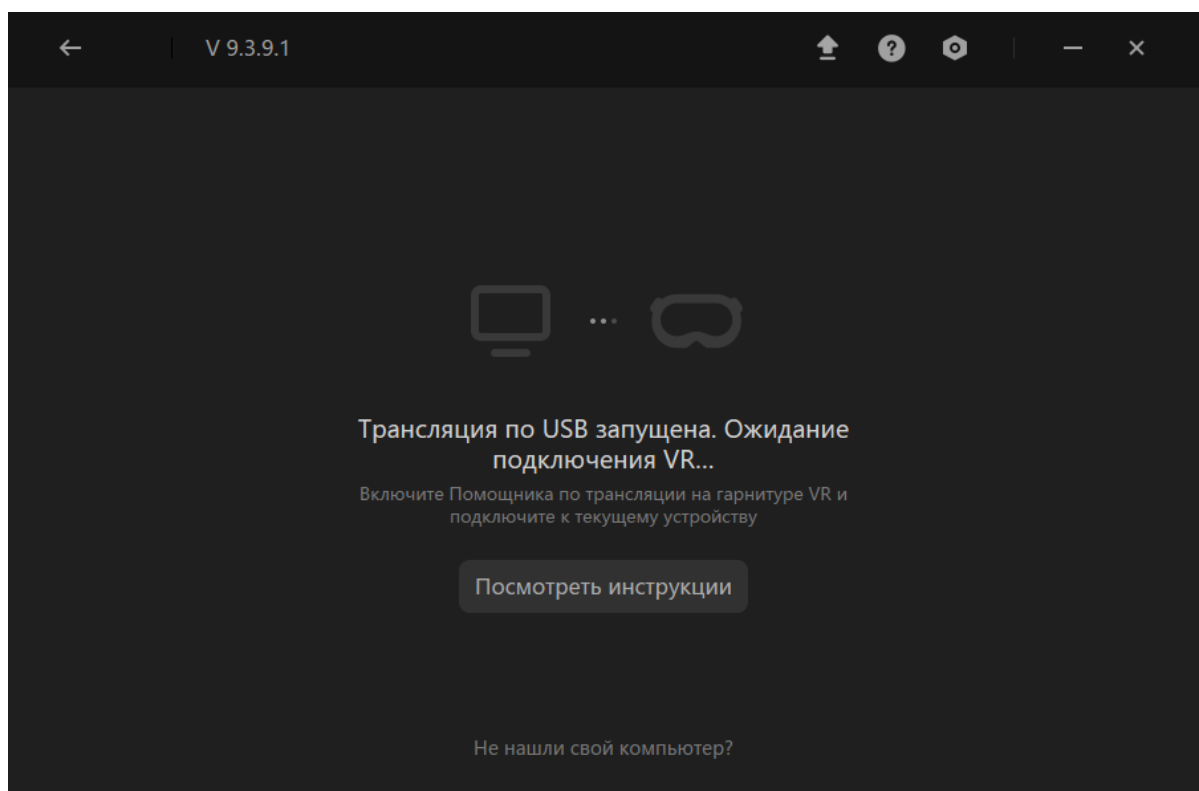 V 9.3.9.1
Трансляция по USB запущена. Ожидание
подключения VR...
Включите Помощника по трансляции на гарнитуре VR и
подключите к текущему устройству
Посмотреть инструкции
Не нашли свой компьютер?